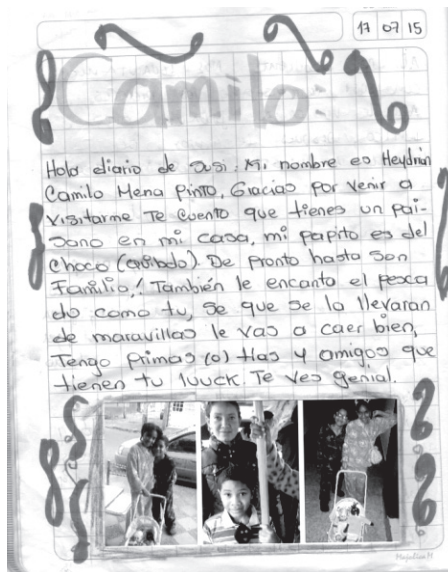 17 07 15
Camilo
Hola diario de Susi: Mi nombre es Heydrian
Camilo Mena Pinto, Gracias por venir a
visitarme Te cuento que tienes un pai-
sano en mi casa, mi papito es del
Choco (Quibdo). De pronto hasta son
Familia,! También le encanta el pesca
do como tu, se que se la llevaran
de maravillas le vas a caer bien,
Tengo primas (o) tias y amigos que
tienen tu luuck. Te ves genial.